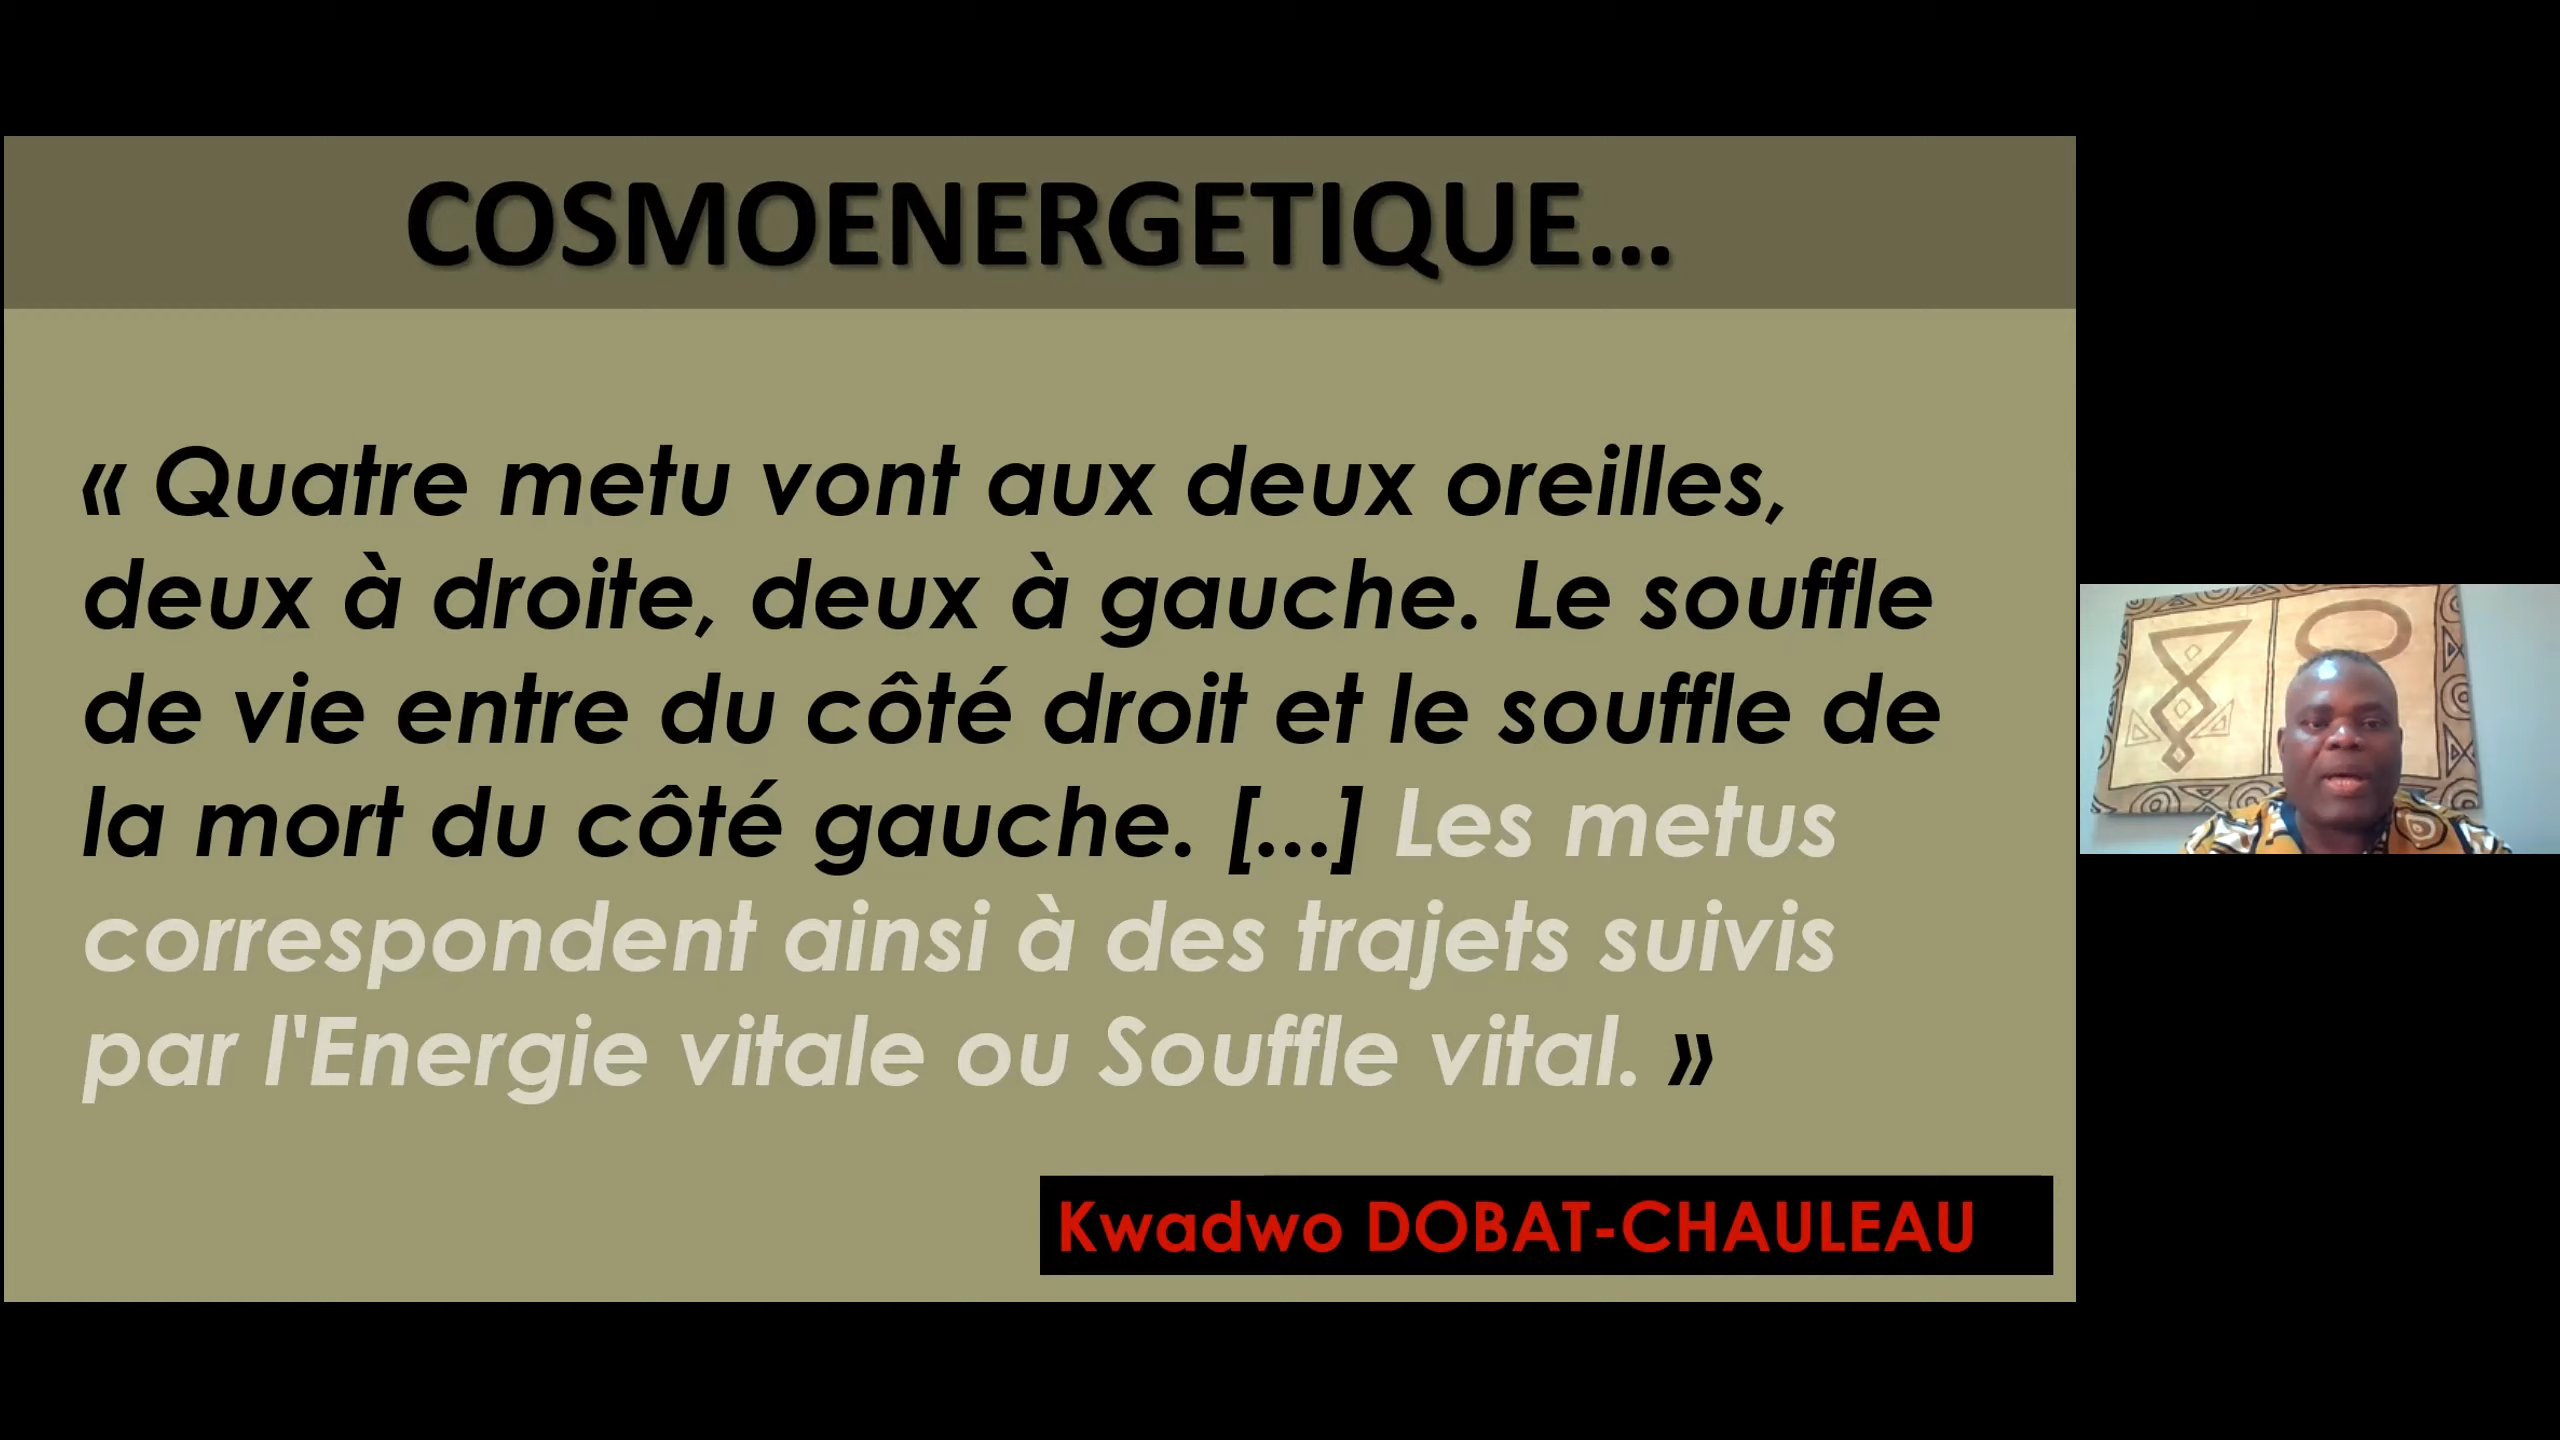 COSMOENERGETIQUE...
« Quatre metu vont aux deux oreilles,
deux à droite, deux à gauche. Le souffle
de vie entre du côté droit et le souffle de
la mort du côté gauche. [...] Les metus
correspondent ainsi à des trajets suivis
par l'Energie vitale ou Souffle vital. »
Kwadwo DOBAT-CHAULEAU